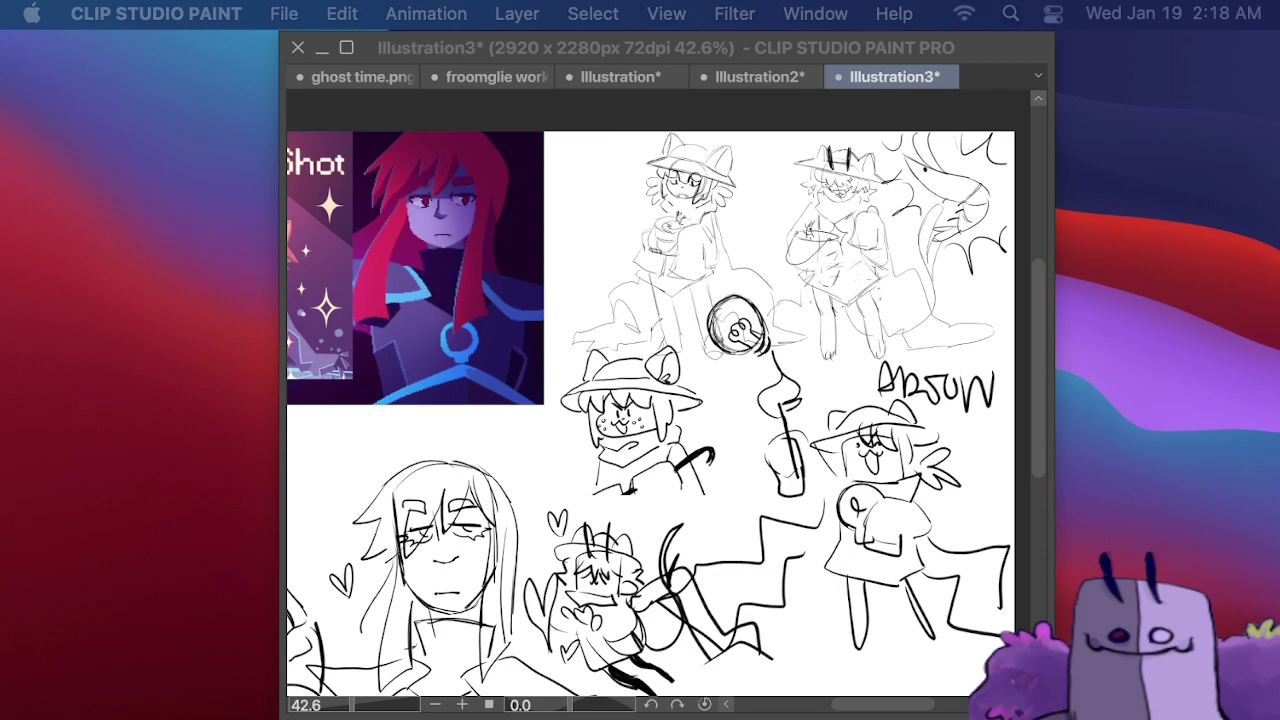 CLIP STUDIO PAINT File Edit Animation Layer Select View Filter Window Help Wed Jan 19 2:18 AM
Illustration3* (2920 x 2280px 72dpi 42.6%) - CLIP STUDIO PAINT PRO
ghost time.png froomglie work Illustration* Illustration2* Illustration3*
Shot
ARSON
42.6 0.0